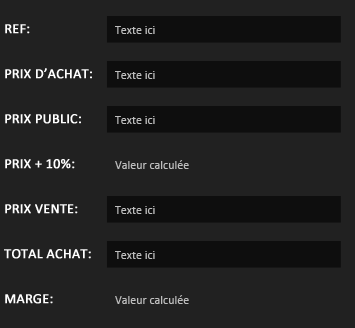 REF: Texte ici
PRIX D'ACHAT: Texte ici
PRIX PUBLIC: Texte ici
PRIX + 10%: Valeur calculée
PRIX VENTE: Texte ici
TOTAL ACHAT: Texte ici
MARGE: Valeur calculée